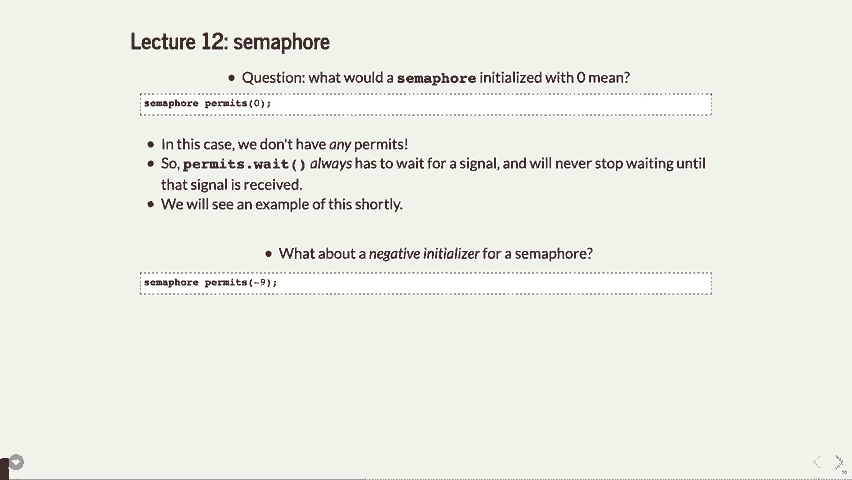 Lecture 12: semaphore
• Question: what would a semaphore initialized with 0 mean?
semaphore permits(0);
• In this case, we don't have any permits!
• So, permits.wait() always has to wait for a signal, and will never stop waiting until
that signal is received.
• We will see an example of this shortly.
• What about a negative initializer for a semaphore?
semaphore permits(-9);